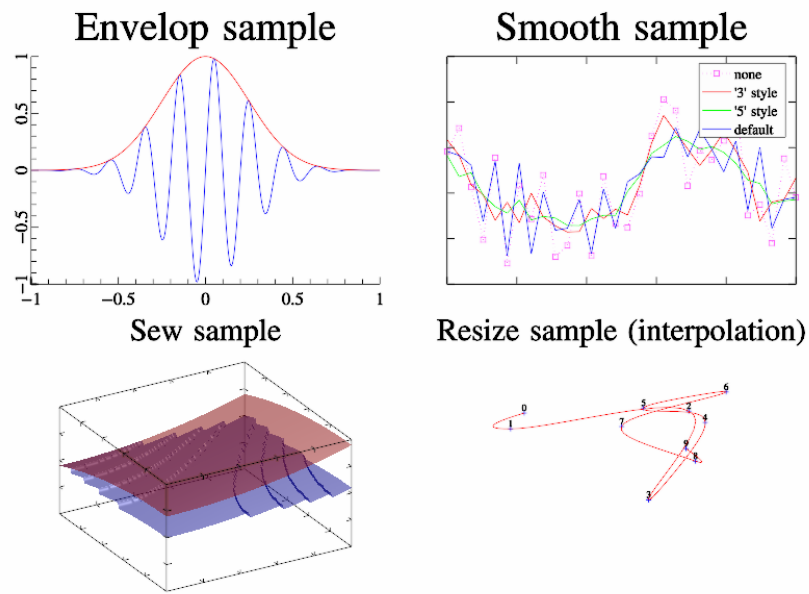 Envelop sample
Smooth sample
1
0.5
0
−0.5
−1
−1
−0.5
0
0.5
1
none
'3' style
'5' style
default
Sew sample
Resize sample (interpolation)
0
1
5
6
2
7
4
9
8
3